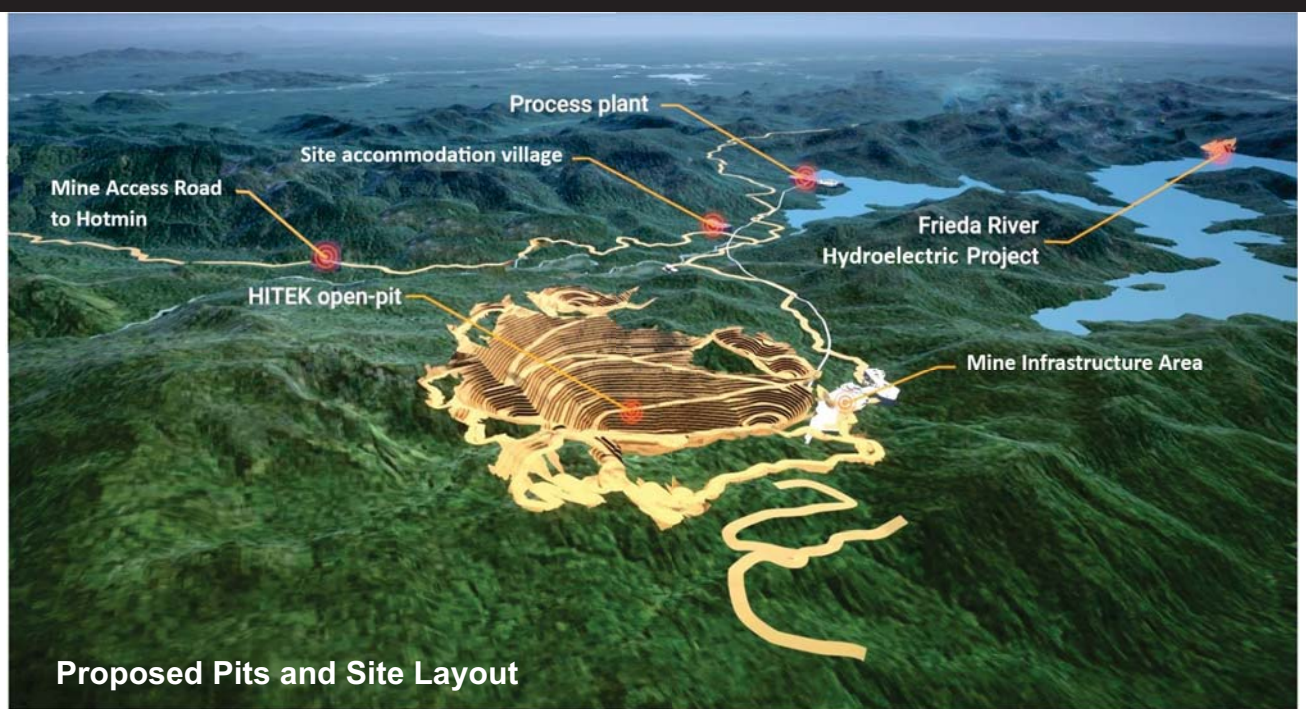 Process plant
Site accommodation village
Mine Access Road
to Hotmin
Frieda River
Hydroelectric Project
HITEK open-pit
Mine Infrastructure Area
Proposed Pits and Site Layout